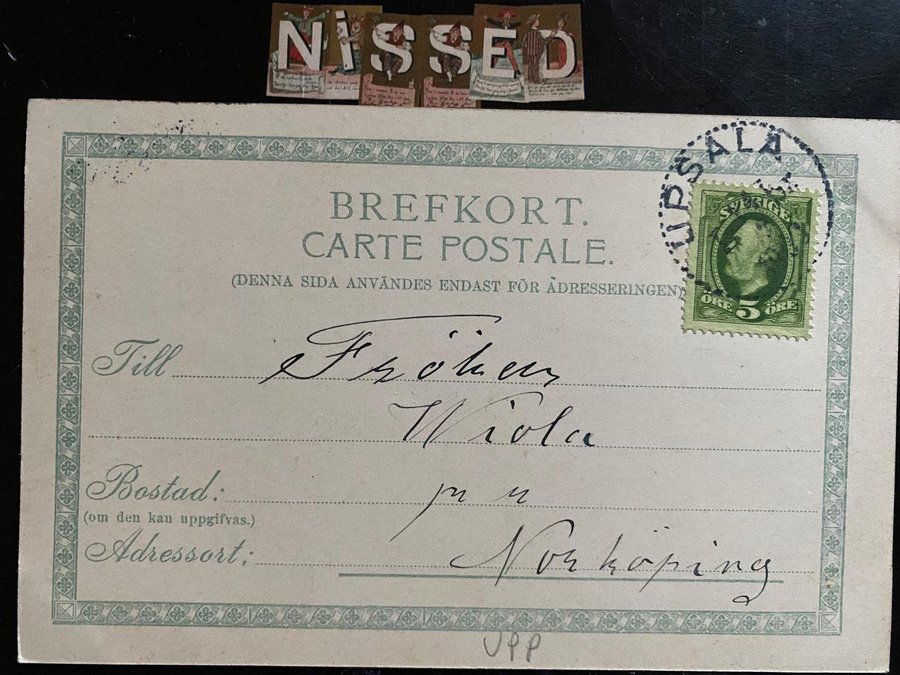 NiSSED
UPSALA
BREFKORT.
CARTE POSTALE.
(DENNA SIDA ANVÄNDES ENDAST FÖR ADRESSERINGEN)
SVERIGE
ÖRE 5 ÖRE
Till Fröken
Wiola
Bostad: p u
(om den kan uppgifvas.)
Adressort: Norköping
UPP